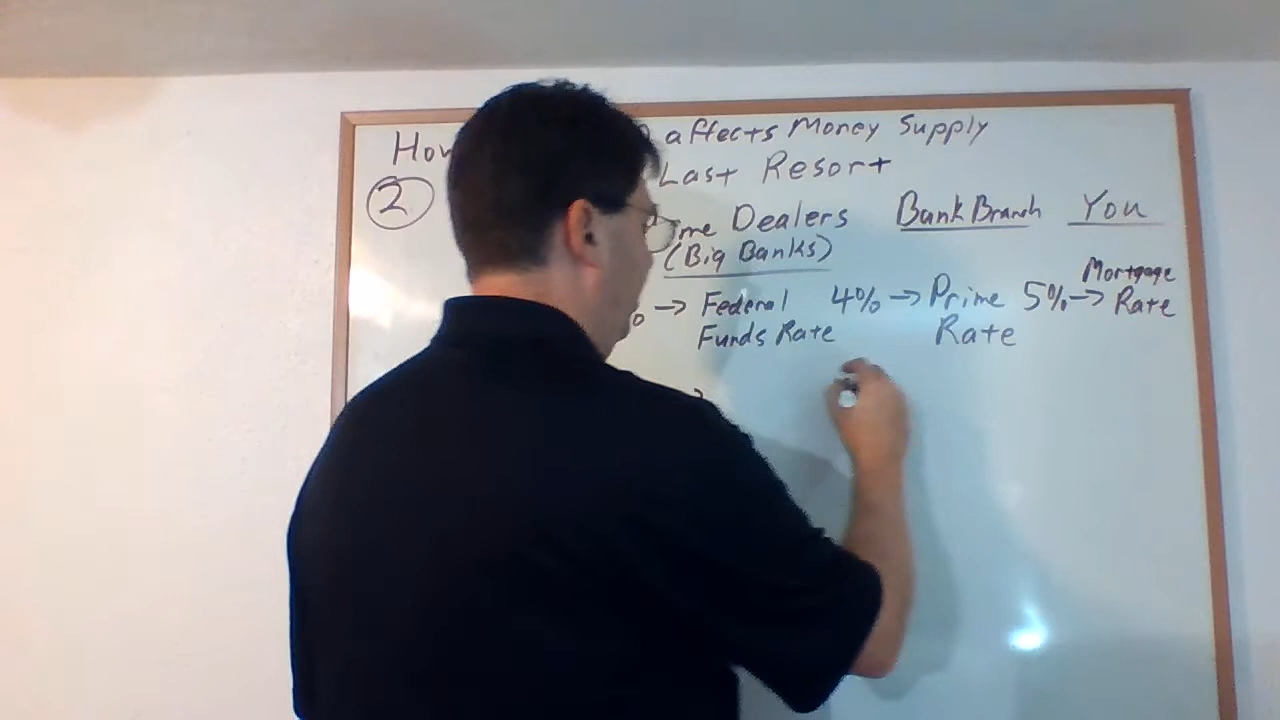 How affects Money Supply
Last Resort
2
Dealers Bank Branch You
(Big Banks)
Mortgage
→ Federal 4% → Prime 5% → Rate
Funds Rate Rate